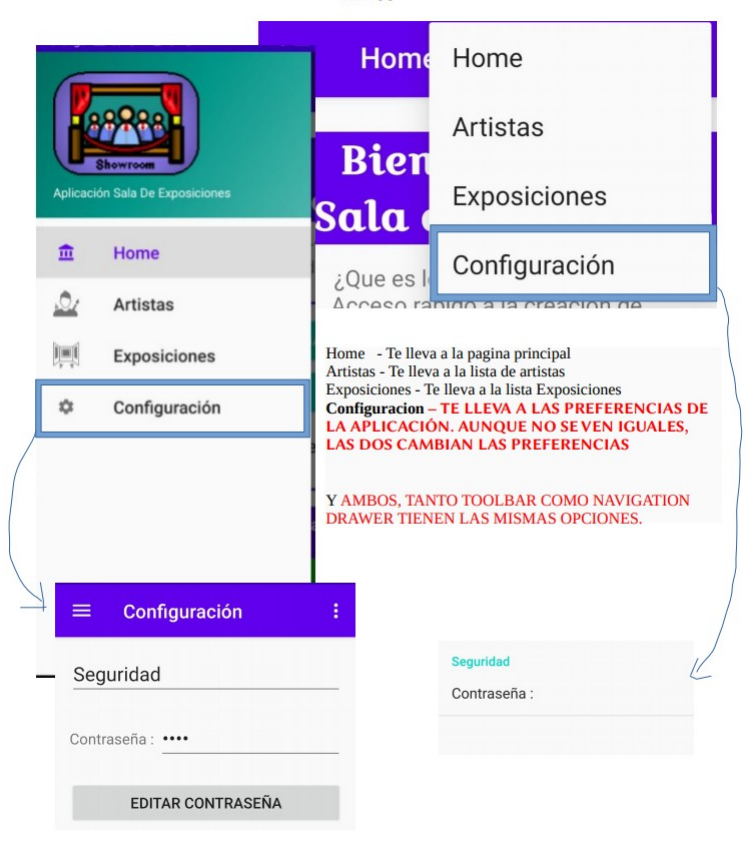 Showroom
Aplicación Sala De Exposiciones
Home
Artistas
Exposiciones
Configuración
Home
Bien
Sala
¿Que es l
Acceso rapido a la creacion de
Home
Artistas
Exposiciones
Configuración
Home - Te lleva a la pagina principal
Artistas - Te lleva a la lista de artistas
Exposiciones - Te lleva a la lista Exposiciones
Configuracion – TE LLEVA A LAS PREFERENCIAS DE
LA APLICACIÓN. AUNQUE NO SE VEN IGUALES,
LAS DOS CAMBIAN LAS PREFERENCIAS
Y AMBOS, TANTO TOOLBAR COMO NAVIGATION
DRAWER TIENEN LAS MISMAS OPCIONES.
Configuración
Seguridad
Contraseña : ••••
EDITAR CONTRASEÑA
Seguridad
Contraseña :